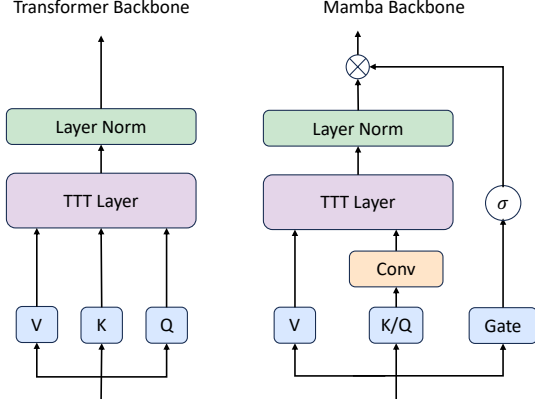 Transformer Backbone
Layer Norm
TTT Layer
V
K
Q
Mamba Backbone
Layer Norm
TTT Layer
σ
Conv
V
K/Q
Gate